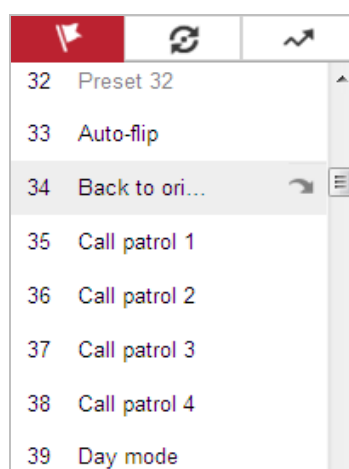 32 Preset 32
33 Auto-flip
34 Back to ori...
35 Call patrol 1
36 Call patrol 2
37 Call patrol 3
38 Call patrol 4
39 Day mode